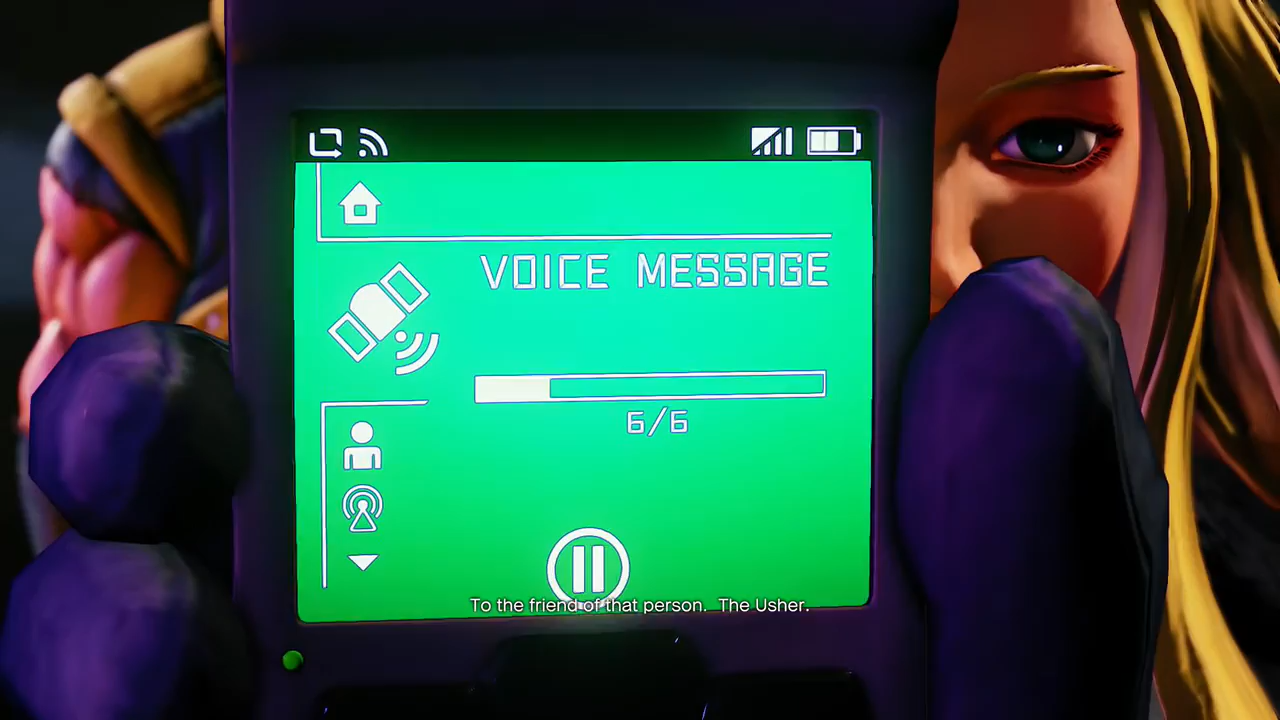 VOICE MESSAGE
6/6
To the friend of that person. The Usher.